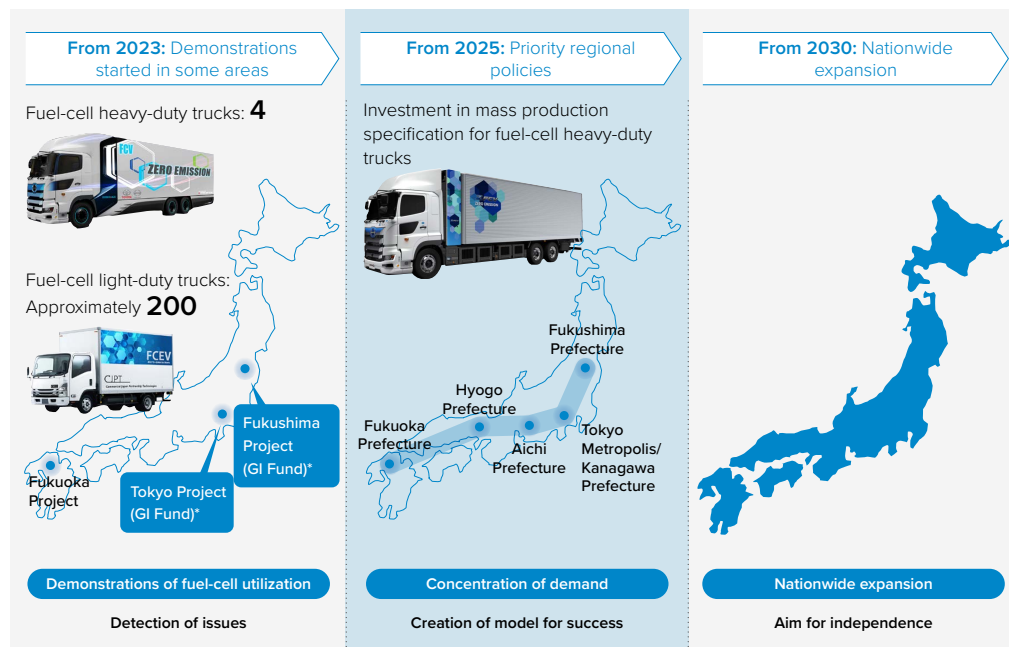 From 2023: Demonstrations
started in some areas
Fuel-cell heavy-duty trucks: 4
FCV
ZERO EMISSION
Fuel-cell light-duty trucks:
Approximately 200
FCEV
CJPT
Fukushima
Project
(GI Fund)*
Tokyo Project
(GI Fund)*
Fukuoka
Project
Demonstrations of fuel-cell utilization
Detection of issues
From 2025: Priority regional
policies
Investment in mass production
specification for fuel-cell heavy-duty
trucks
ZERO EMISSION
Fukushima
Prefecture
Hyogo
Prefecture
Fukuoka
Prefecture
Aichi
Prefecture
Tokyo
Metropolis/
Kanagawa
Prefecture
Concentration of demand
Creation of model for success
From 2030: Nationwide
expansion
Nationwide expansion
Aim for independence